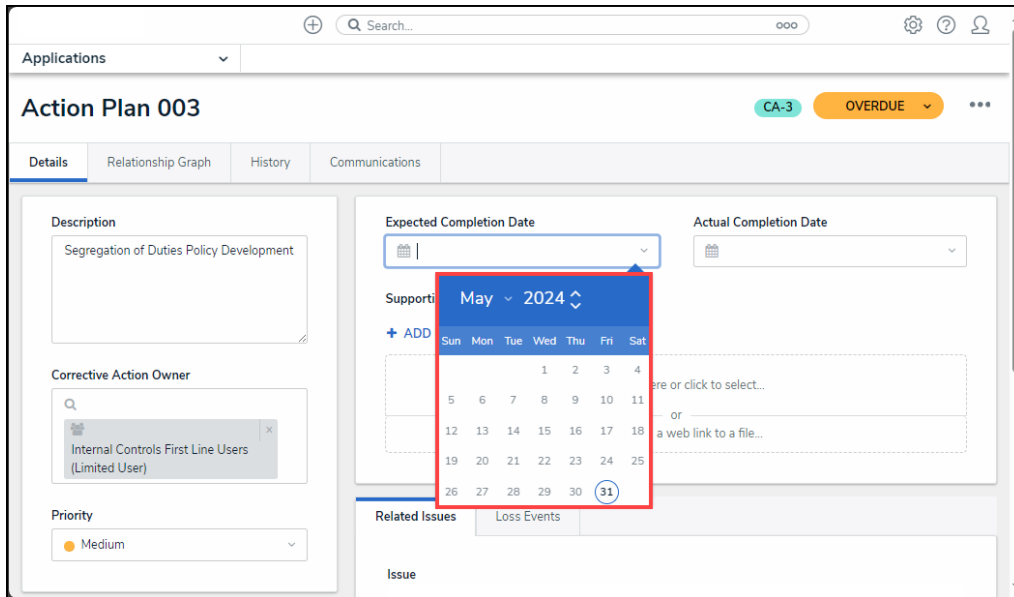 Search...
Applications
Action Plan 003
CA-3
OVERDUE
Details
Relationship Graph
History
Communications
Description
Segregation of Duties Policy Development
Corrective Action Owner
Internal Controls First Line Users
(Limited User)
Priority
Medium
Expected Completion Date
Actual Completion Date
Supporti
+ ADD
May 2024
Sun Mon Tue Wed Thu Fri Sat
1 2 3 4
5 6 7 8 9 10 11
12 13 14 15 16 17 18
19 20 21 22 23 24 25
26 27 28 29 30 31
ere or click to select...
or
a web link to a file...
Related Issues
Loss Events
Issue